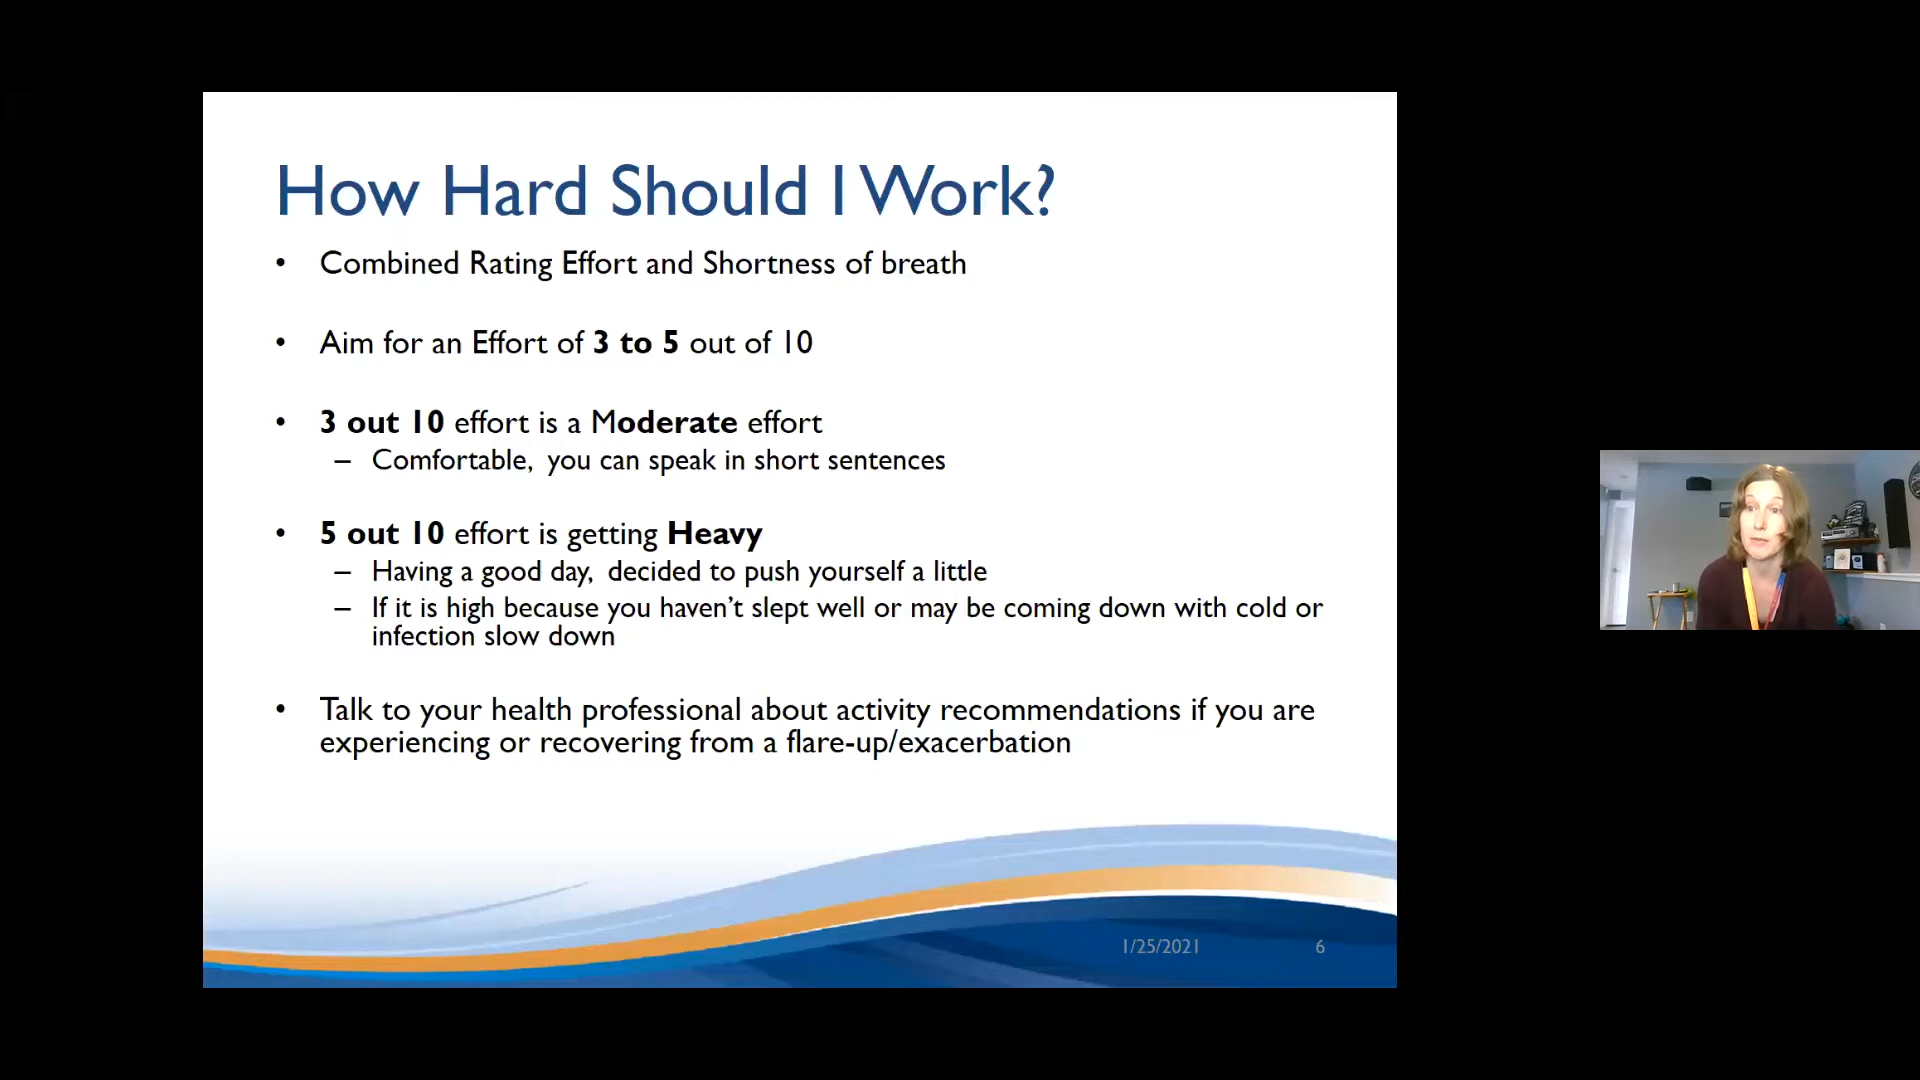 How Hard Should I Work?
• Combined Rating Effort and Shortness of breath
• Aim for an Effort of 3 to 5 out of 10
• 3 out 10 effort is a Moderate effort
– Comfortable, you can speak in short sentences
• 5 out 10 effort is getting Heavy
– Having a good day, decided to push yourself a little
– If it is high because you haven’t slept well or may be coming down with cold or
infection slow down
• Talk to your health professional about activity recommendations if you are
experiencing or recovering from a flare-up/exacerbation
1/25/2021
6